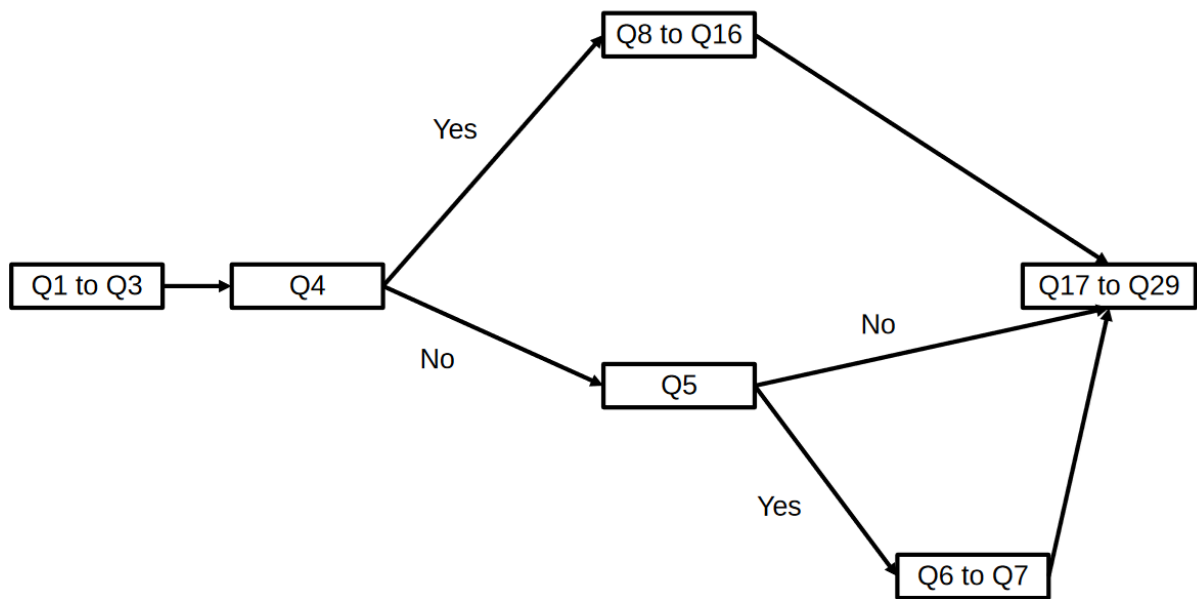 Q8 to Q16
Yes
Q1 to Q3
Q4
Q17 to Q29
No
No
Q5
Yes
Q6 to Q7